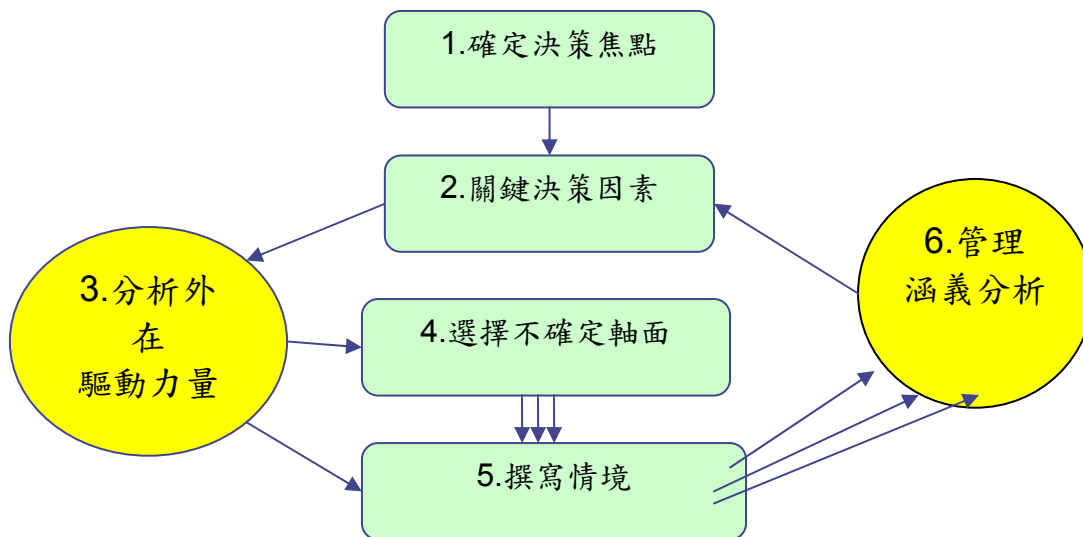 1.確定決策焦點
2.關鍵決策因素
3.分析外
在
驅動力量
4.選擇不確定軸面
5.撰寫情境
6.管理
涵義分析